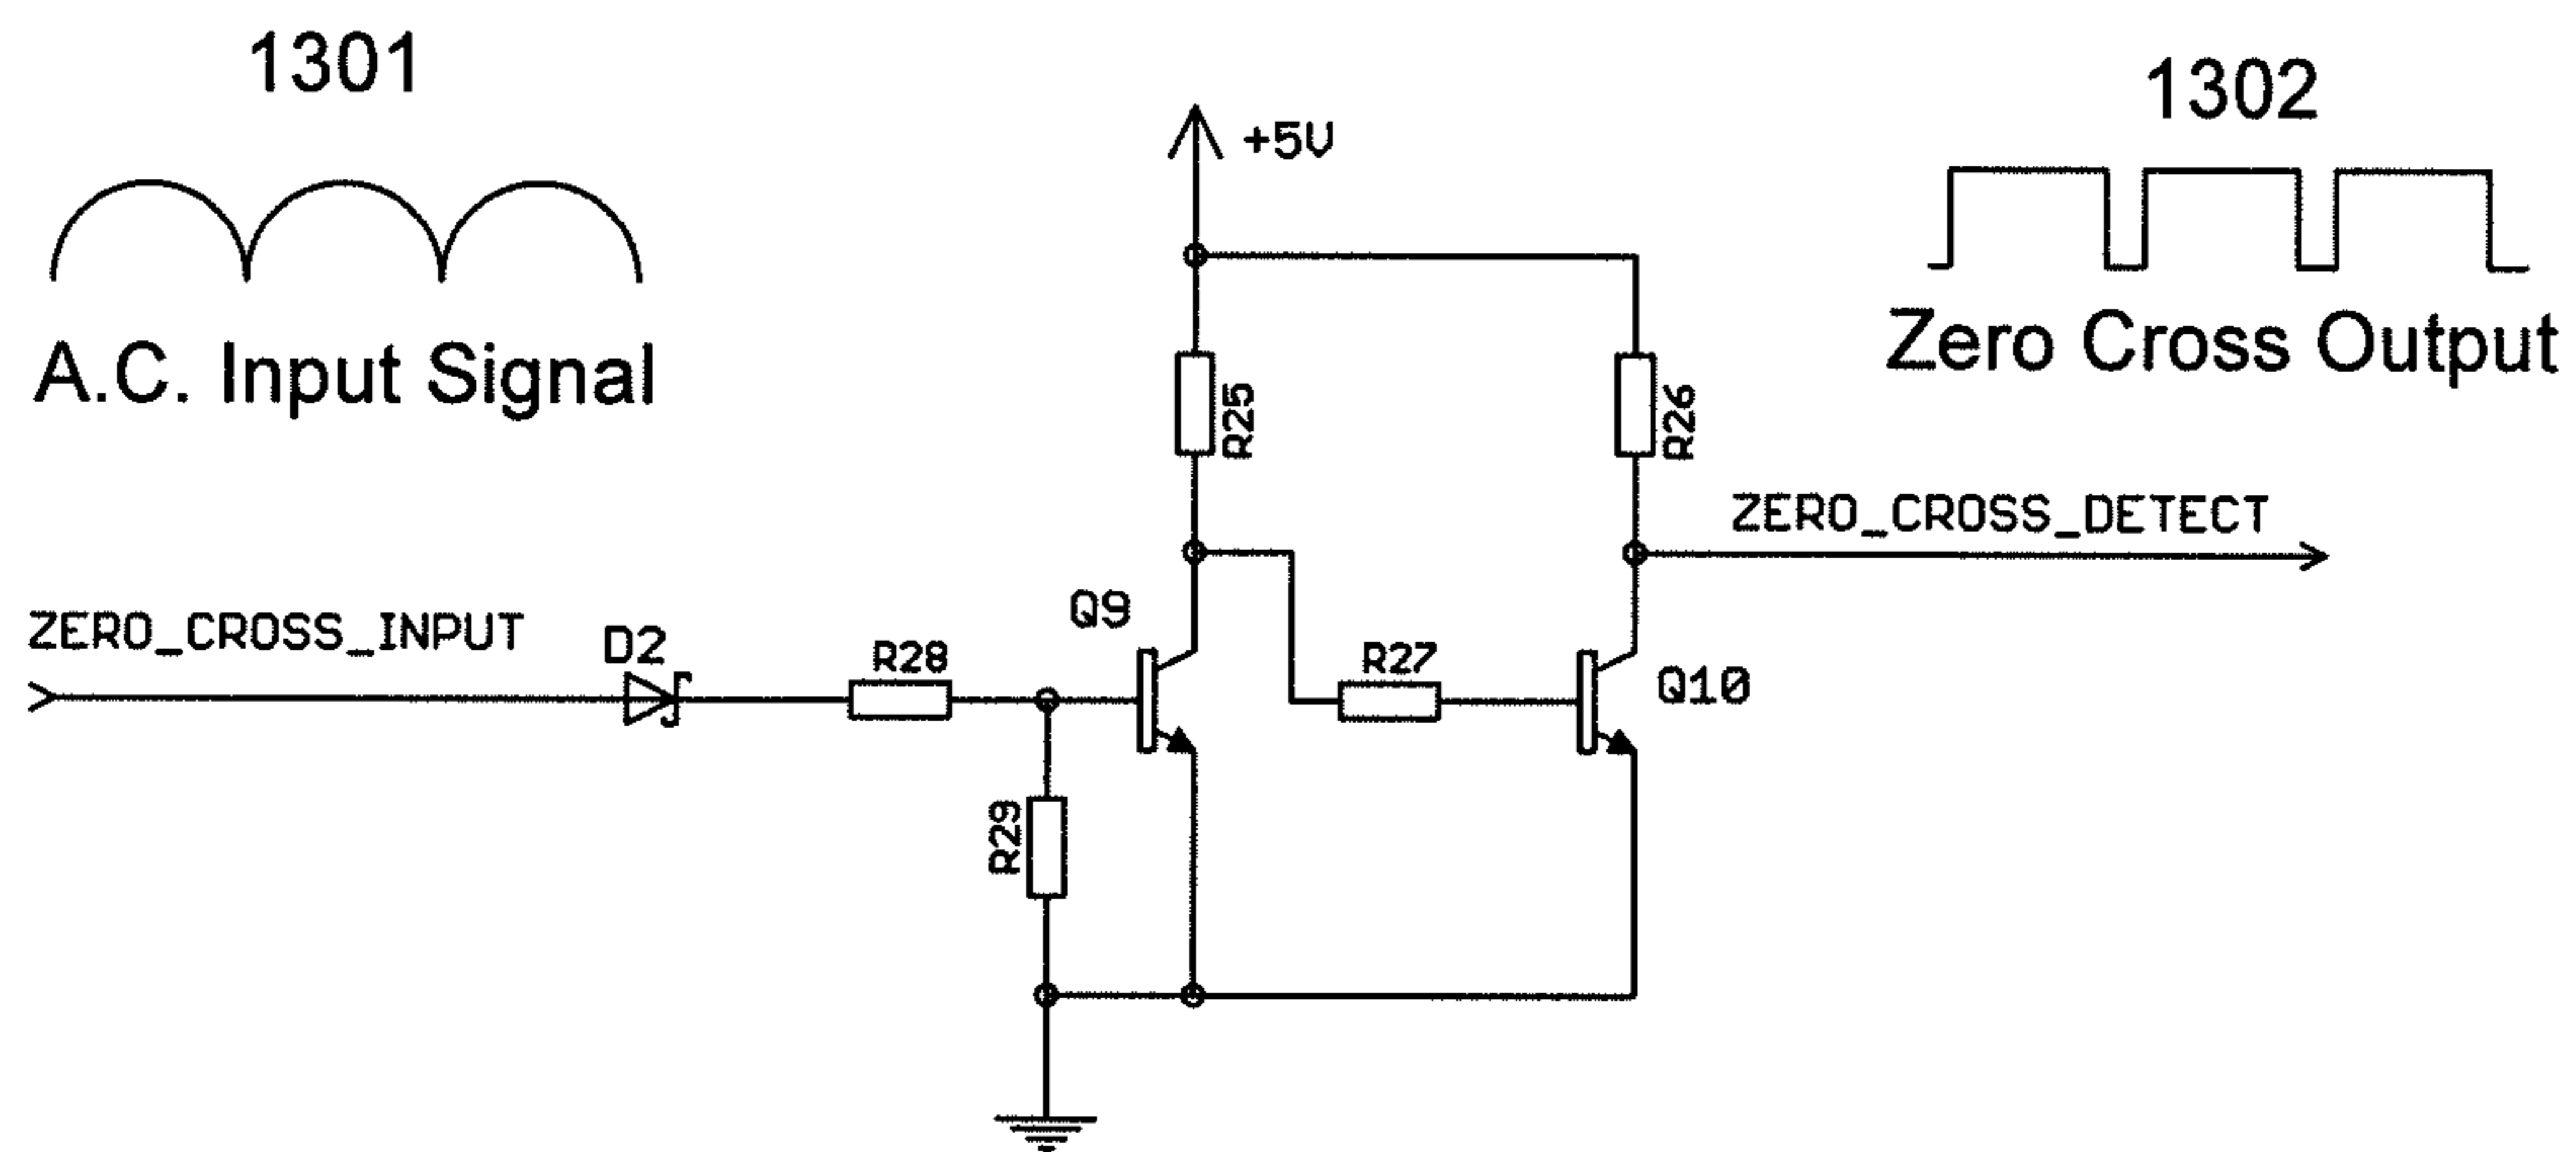 1301
1302
+5V
A.C. Input Signal
Zero Cross Output
R25
R26
ZERO_CROSS_DETECT
ZERO_CROSS_INPUT
D2
R28
Q9
R27
Q10
R29